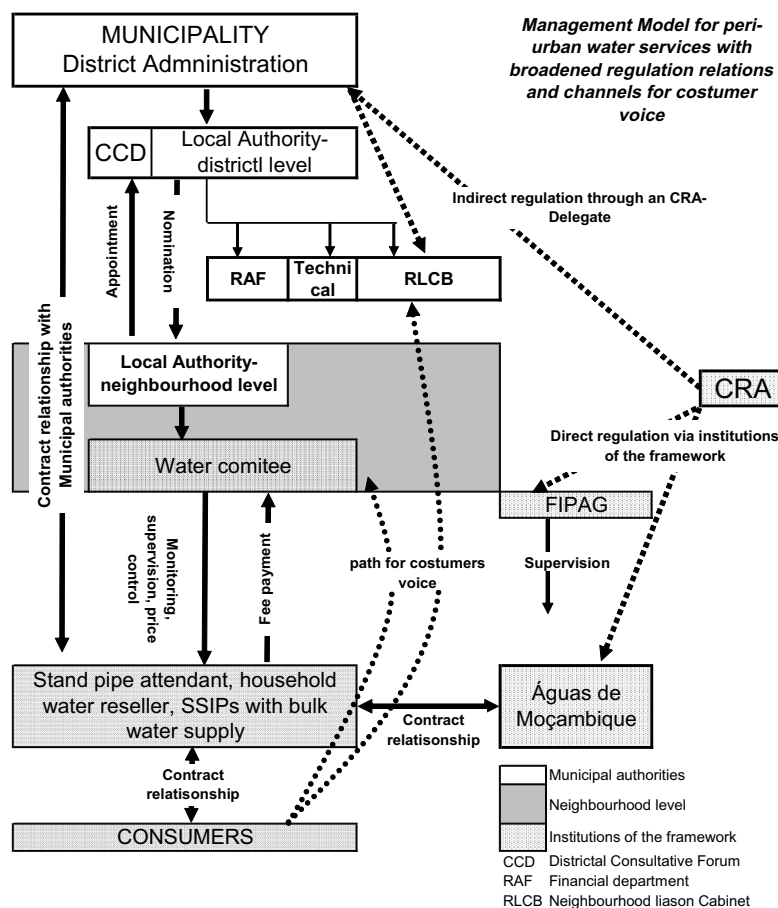 MUNICIPALITY
District Admninistration
Management Model for peri-
urban water services with
broadened regulation relations
and channels for costumer
voice
CCD
Local Authority-
districtl level
Indirect regulation through an CRA-
Delegate
Appointment
Nomination
RAF
Techni
cal
RLCB
Contract relationship with
Municipal authorities
Local Authority-
neighbourhood level
CRA
Direct regulation via institutions
of the framework
Water comitee
FIPAG
Monitoring,
supervision, price
control
Fee payment
path for costumers
voice
Supervision
Stand pipe attendant, household
water reseller, SSIPs with bulk
water supply
Contract
relatisonship
Águas de
Moçambique
Contract
relatisonship
CONSUMERS
Municipal authorities
Neighbourhood level
Institutions of the framework
CCD Districtal Consultative Forum
RAF Financial department
RLCB Neighbourhood liason Cabinet